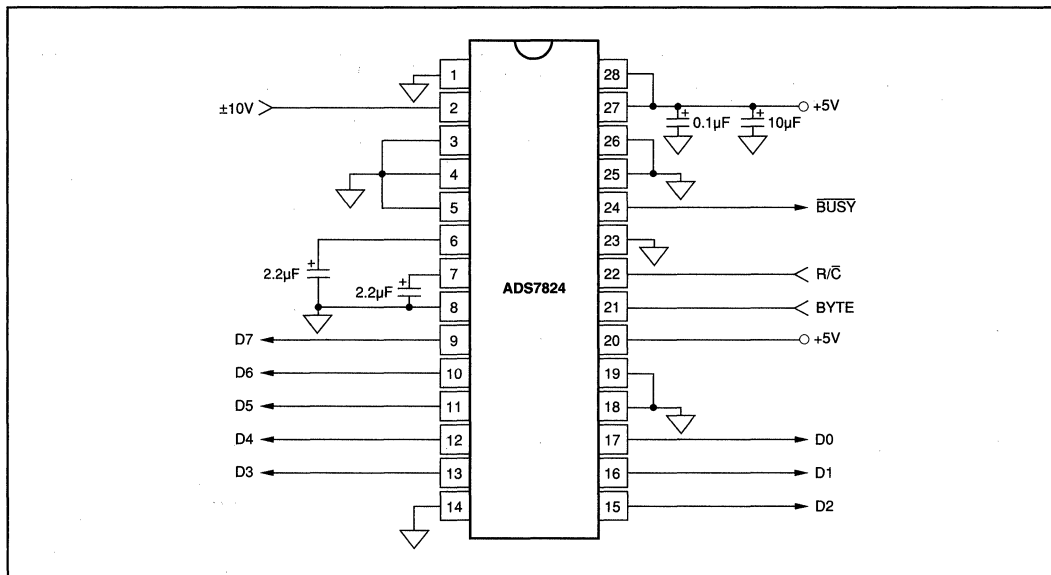 1 28
±10V 2 27 +5V
+ 0.1µF + 10µF
3 26
4 25
5 24 B̅U̅S̅Y̅
6 23
2.2µF + 7 22 R/C̅
2.2µF + 8 ADS7824 21 BYTE
D7 9 20 +5V
D6 10 19
D5 11 18
D4 12 17 D0
D3 13 16 D1
14 15 D2